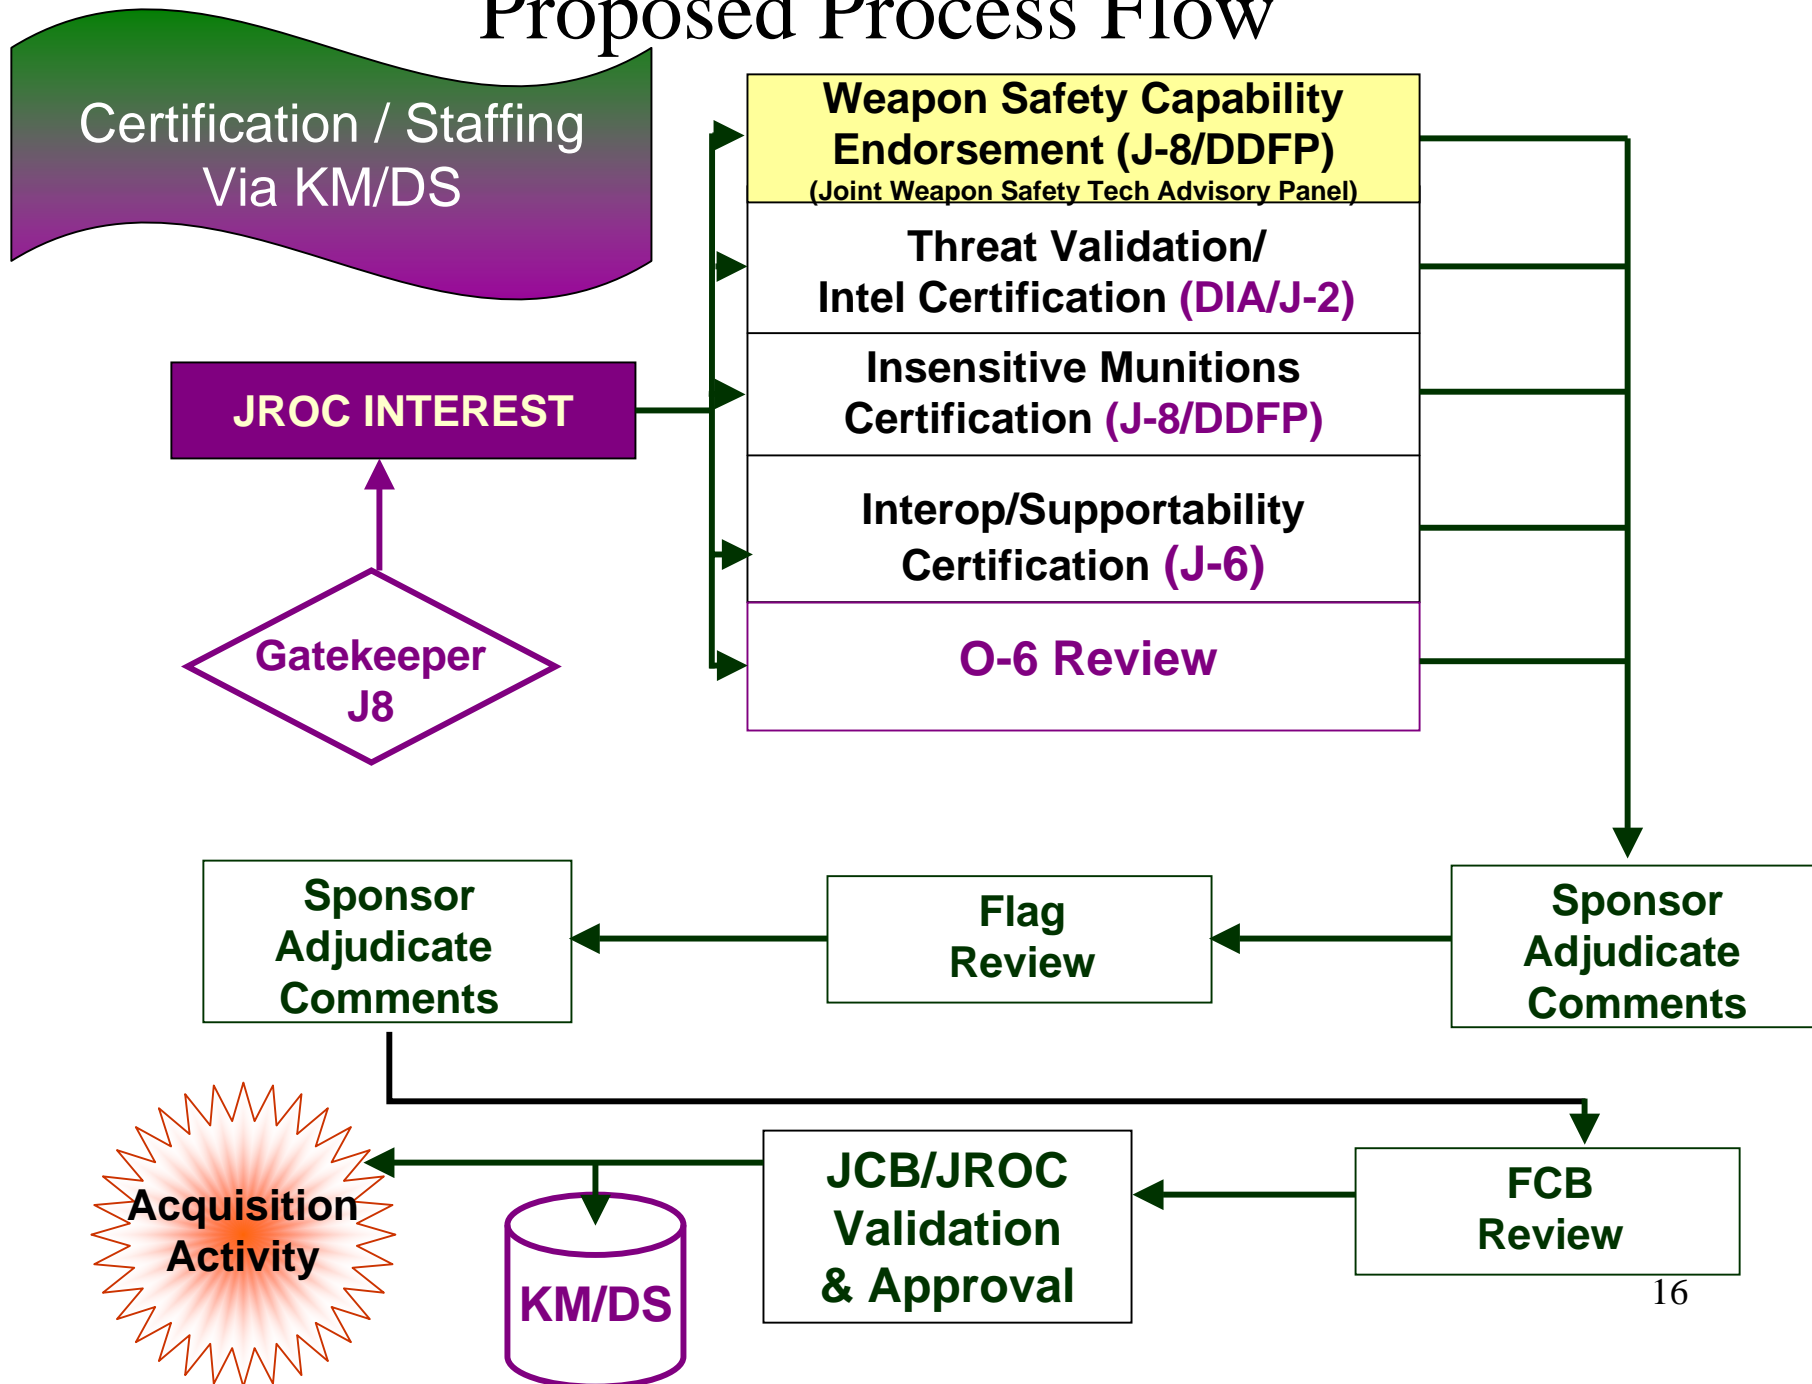 Proposed Process Flow
Certification / Staffing
Via KM/DS
Weapon Safety Capability
Endorsement (J-8/DDFP)
(Joint Weapon Safety Tech Advisory Panel)
Threat Validation/
Intel Certification (DIA/J-2)
Insensitive Munitions
Certification (J-8/DDFP)
Interop/Supportability
Certification (J-6)
O-6 Review
JROC INTEREST
Gatekeeper
J8
Sponsor
Adjudicate
Comments
Flag
Review
Sponsor
Adjudicate
Comments
FCB
Review
JCB/JROC
Validation
& Approval
KM/DS
Acquisition
Activity
16